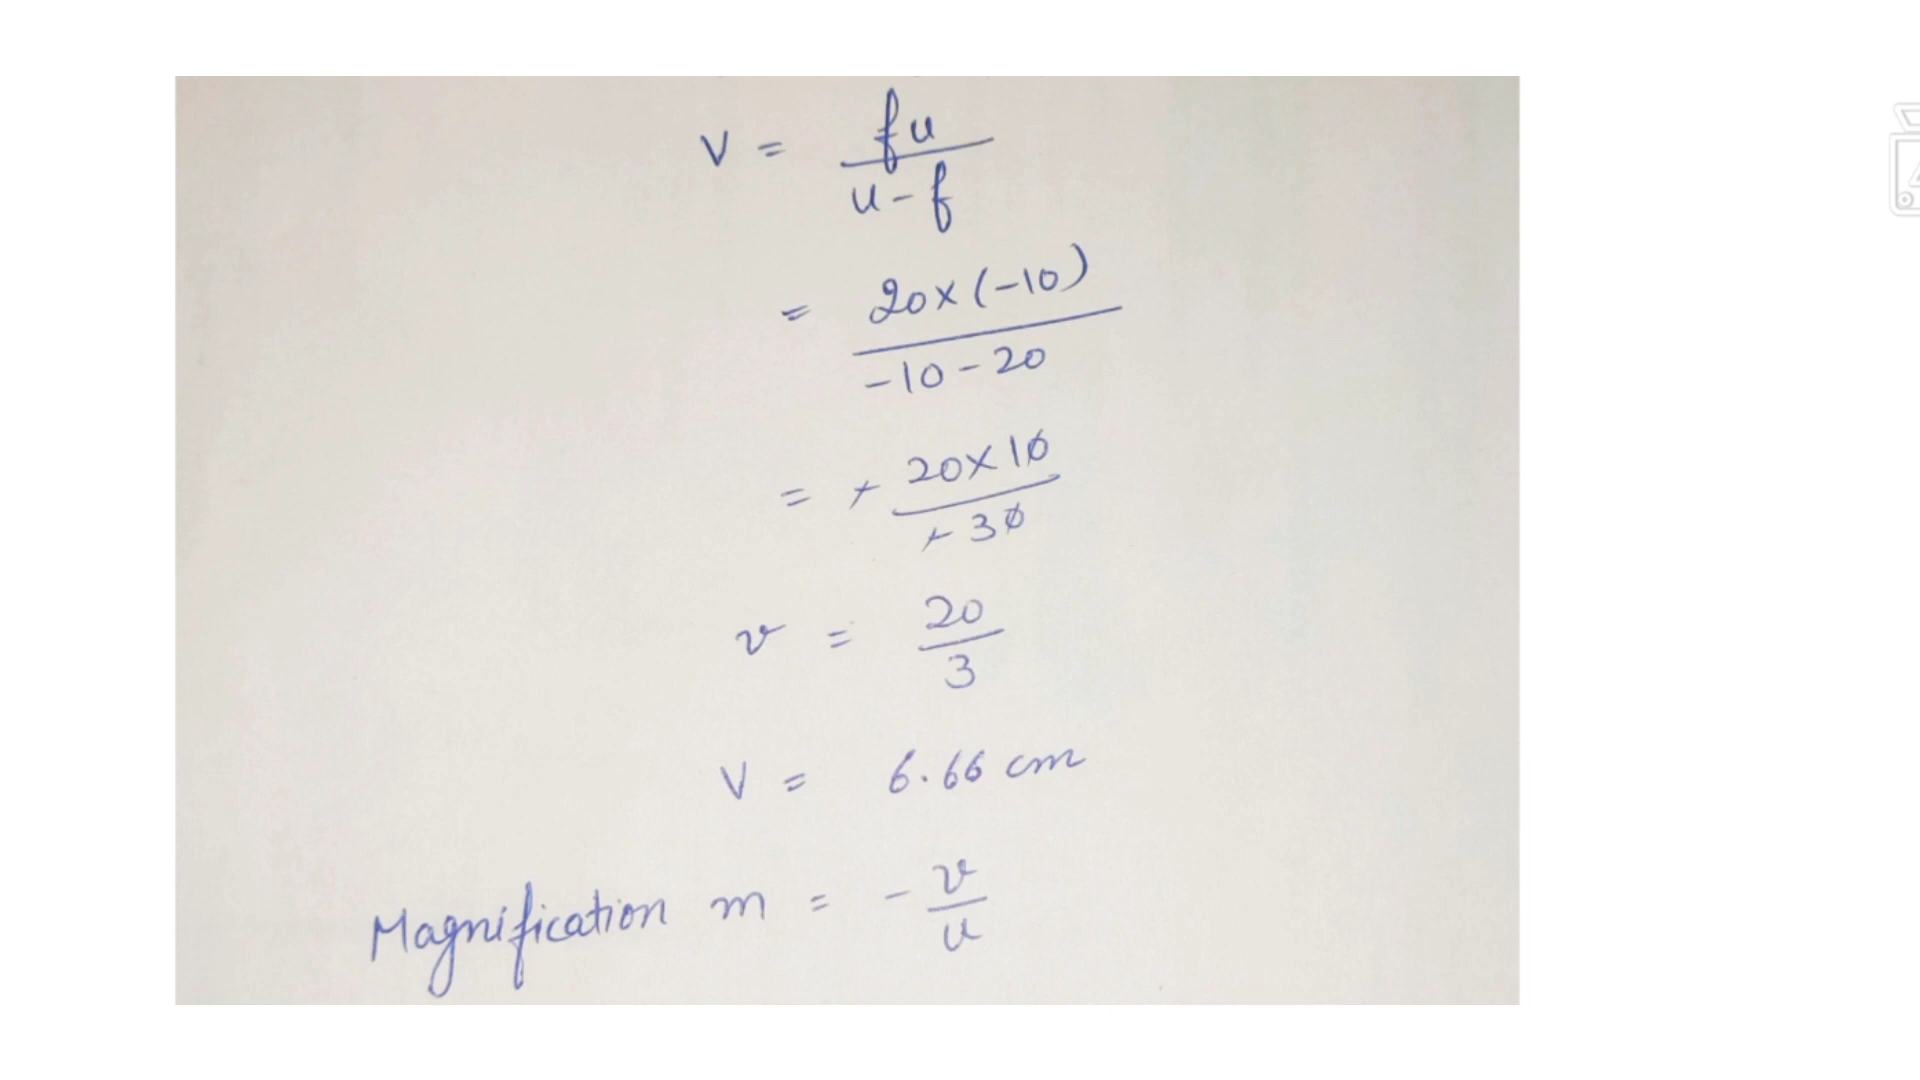 V = fu / u - f
= 20 x (-10) / -10 - 20
= - 20 x 10 / - 30
v = 20 / 3
V = 6.66 cm
Magnification m = - v / u